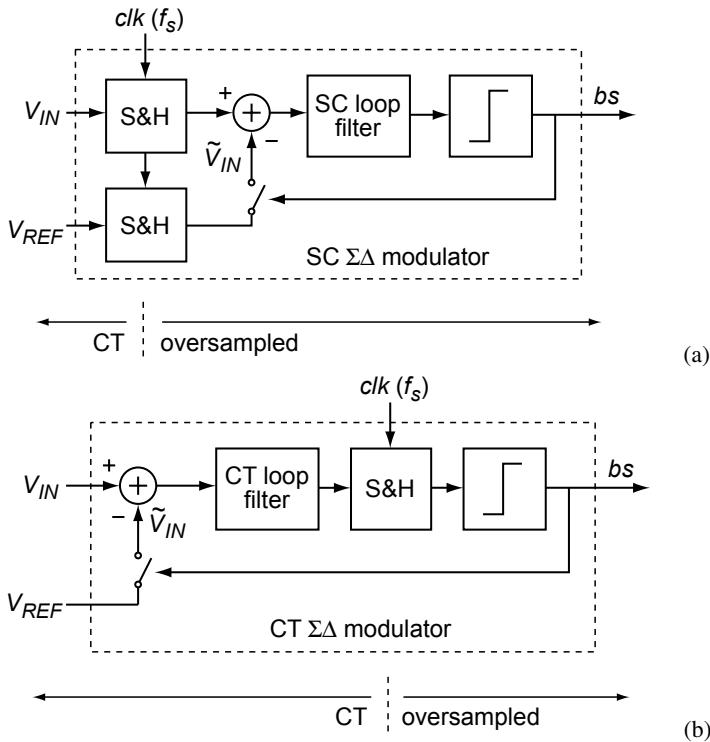 clk (fs)
VIN
S&H
+
+
−
ṼIN
SC loop
filter
bs
VREF
S&H
SC ΣΔ modulator
CT
oversampled
(a)
clk (fs)
VIN
+
+
−
ṼIN
CT loop
filter
S&H
bs
VREF
CT ΣΔ modulator
CT
oversampled
(b)